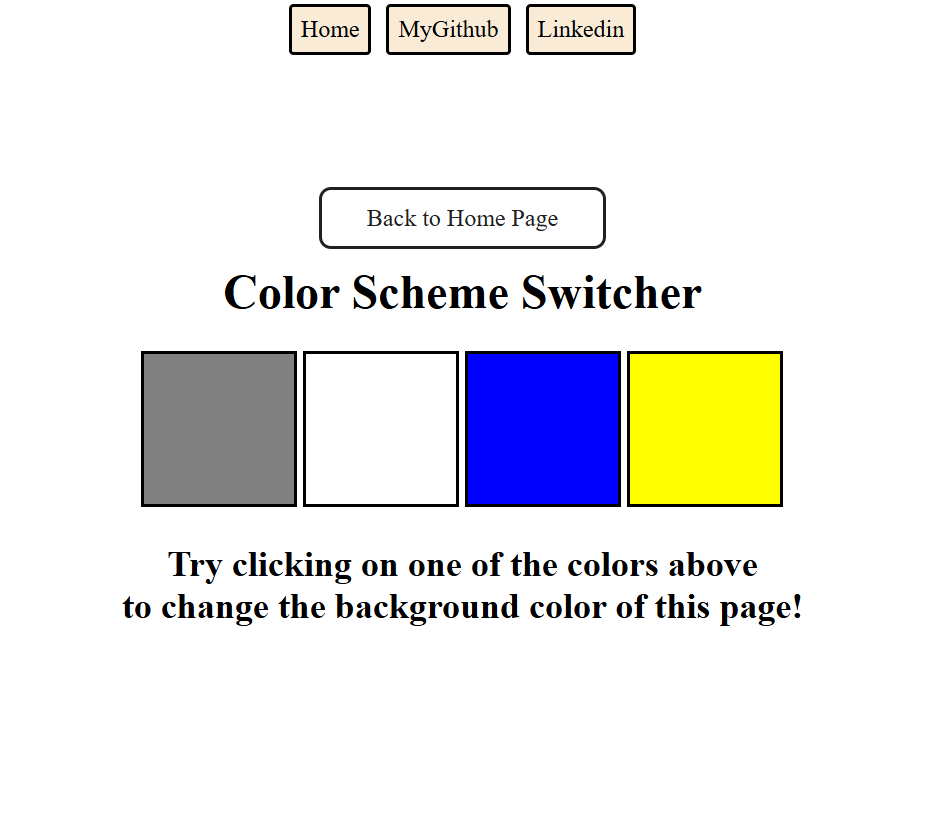 Home MyGithub Linkedin
Back to Home Page
Color Scheme Switcher
Try clicking on one of the colors above
to change the background color of this page!